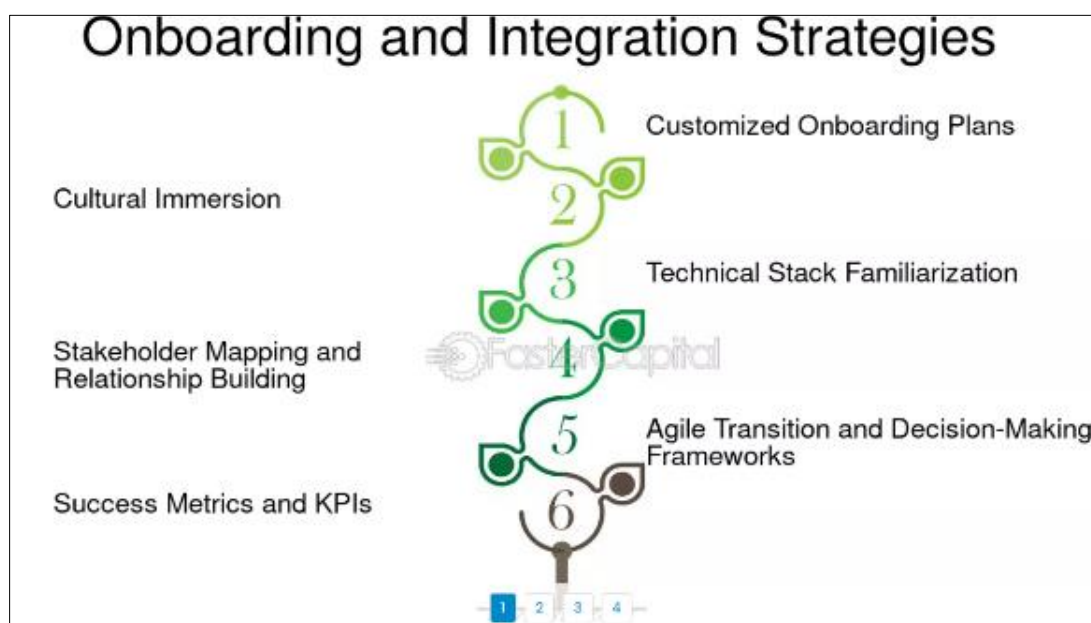 Onboarding and Integration Strategies
1
Customized Onboarding Plans
Cultural Immersion
2
3
Technical Stack Familiarization
Stakeholder Mapping and
Relationship Building
FasterCapital
4
5
Agile Transition and Decision-Making
Frameworks
Success Metrics and KPIs
6
1 2 3 4